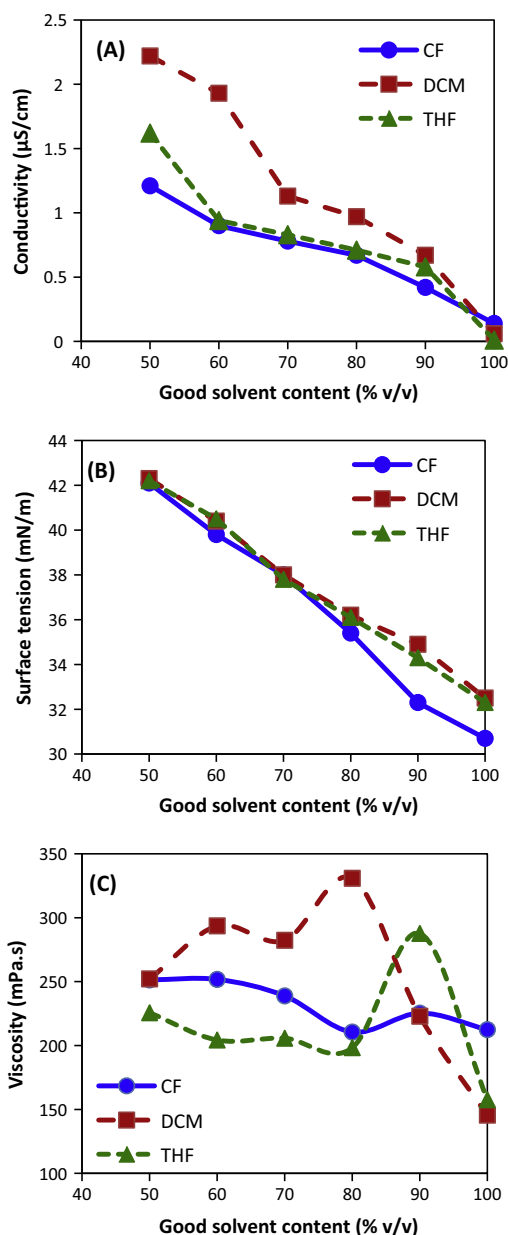 (A)
CF
DCM
THF
Conductivity (µS/cm)
3
2.5
2
1.5
1
0.5
0
40 50 60 70 80 90 100
Good solvent content (% v/v)
(B)
CF
DCM
THF
Surface tension (mN/m)
44
42
40
38
36
34
32
30
40 50 60 70 80 90 100
Good solvent content (% v/v)
(C)
CF
DCM
THF
Viscosity (mPa.s)
350
300
250
200
150
100
40 50 60 70 80 90 100
Good solvent content (% v/v)